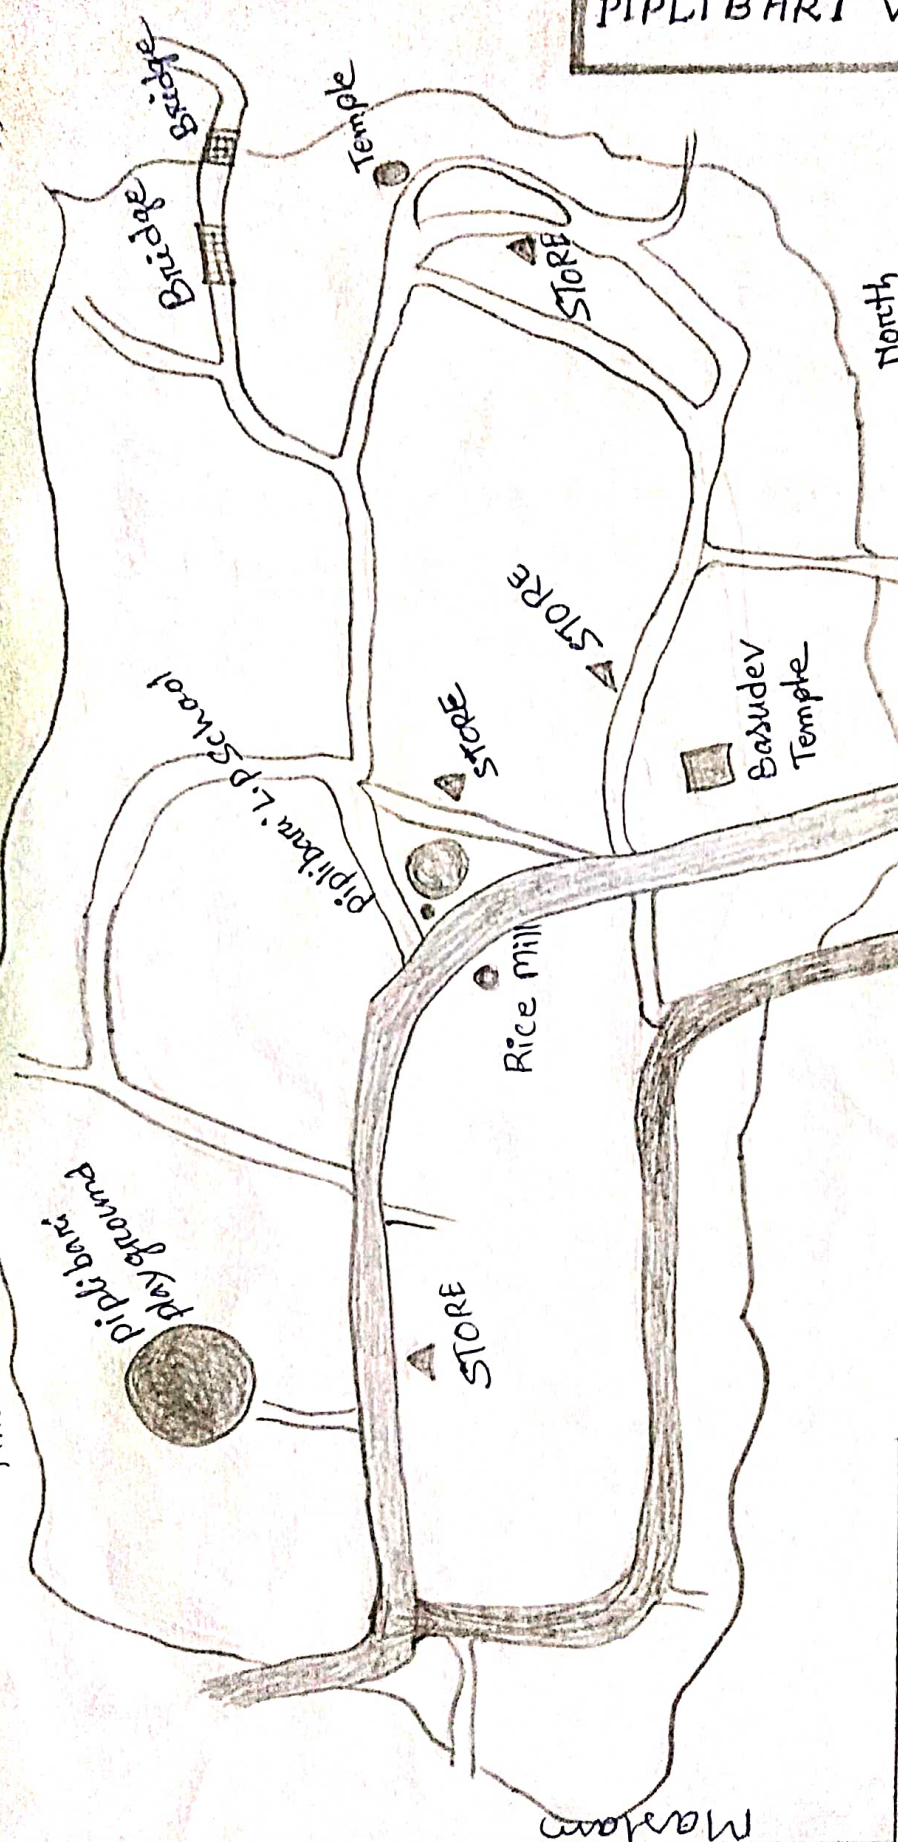 PIPLIBARI V
Bridge
Bridge
Temple
STORE
North
STORE
STORE
Piplibari L.P School
Basudev
Temple
Rice Mill
Piplibari
Playground
STORE